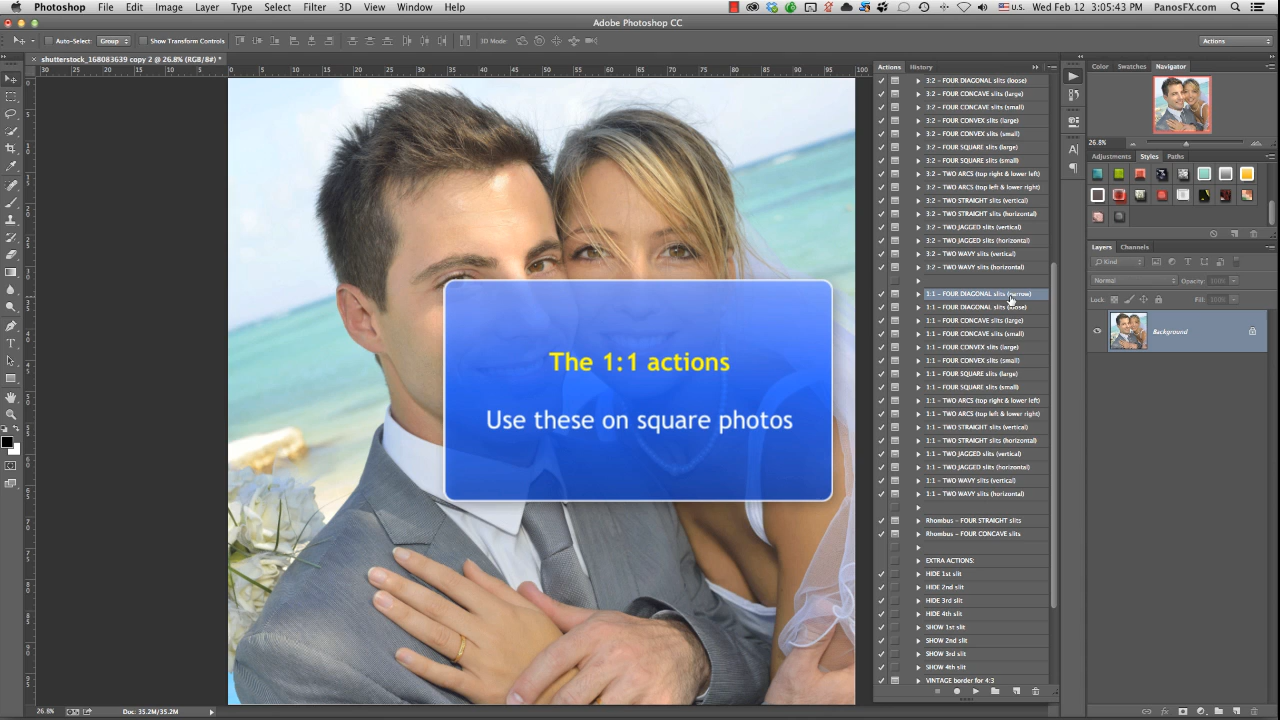 Photoshop File Edit Image Layer Type Select Filter 3D View Window Help U.S. Wed Feb 12 3:05:43 PM PanosFX.com
Adobe Photoshop CC
Auto-Select: Group Show Transform Controls 3D Mode: Actions
shutterstock_168083639 copy 2 @ 26.8% (RGB/8#) *
Actions History
3:2 – FOUR DIAGONAL slits (loose)
3:2 – FOUR CONCAVE slits (large)
3:2 – FOUR CONCAVE slits (small)
3:2 – FOUR CONVEX slits (large)
3:2 – FOUR CONVEX slits (small)
3:2 – FOUR SQUARE slits (large)
3:2 – FOUR SQUARE slits (small)
3:2 – TWO ARCS (top right & lower left)
3:2 – TWO ARCS (top left & lower right)
3:2 – TWO STRAIGHT slits (vertical)
3:2 – TWO STRAIGHT slits (horizontal)
3:2 – TWO JAGGED slits (vertical)
3:2 – TWO JAGGED slits (horizontal)
3:2 – TWO WAVY slits (vertical)
3:2 – TWO WAVY slits (horizontal)
1:1 – FOUR DIAGONAL slits (narrow)
1:1 – FOUR DIAGONAL slits (loose)
1:1 – FOUR CONCAVE slits (large)
1:1 – FOUR CONCAVE slits (small)
1:1 – FOUR CONVEX slits (large)
1:1 – FOUR CONVEX slits (small)
1:1 – FOUR SQUARE slits (large)
1:1 – FOUR SQUARE slits (small)
1:1 – TWO ARCS (top right & lower left)
1:1 – TWO ARCS (top left & lower right)
1:1 – TWO STRAIGHT slits (vertical)
1:1 – TWO STRAIGHT slits (horizontal)
1:1 – TWO JAGGED slits (vertical)
1:1 – TWO JAGGED slits (horizontal)
1:1 – TWO WAVY slits (vertical)
1:1 – TWO WAVY slits (horizontal)
Rhombus – FOUR STRAIGHT slits
Rhombus – FOUR CONCAVE slits
EXTRA ACTIONS:
HIDE 1st slit
HIDE 2nd slit
HIDE 3rd slit
HIDE 4th slit
SHOW 1st slit
SHOW 2nd slit
SHOW 3rd slit
SHOW 4th slit
VINTAGE border for 4:3
The 1:1 actions
Use these on square photos
Color Swatches Navigator
26.8%
Adjustments Styles Paths
Layers Channels
Kind
Normal Opacity: 100%
Lock: Fill: 100%
Background
26.8% Doc: 35.2M/35.2M